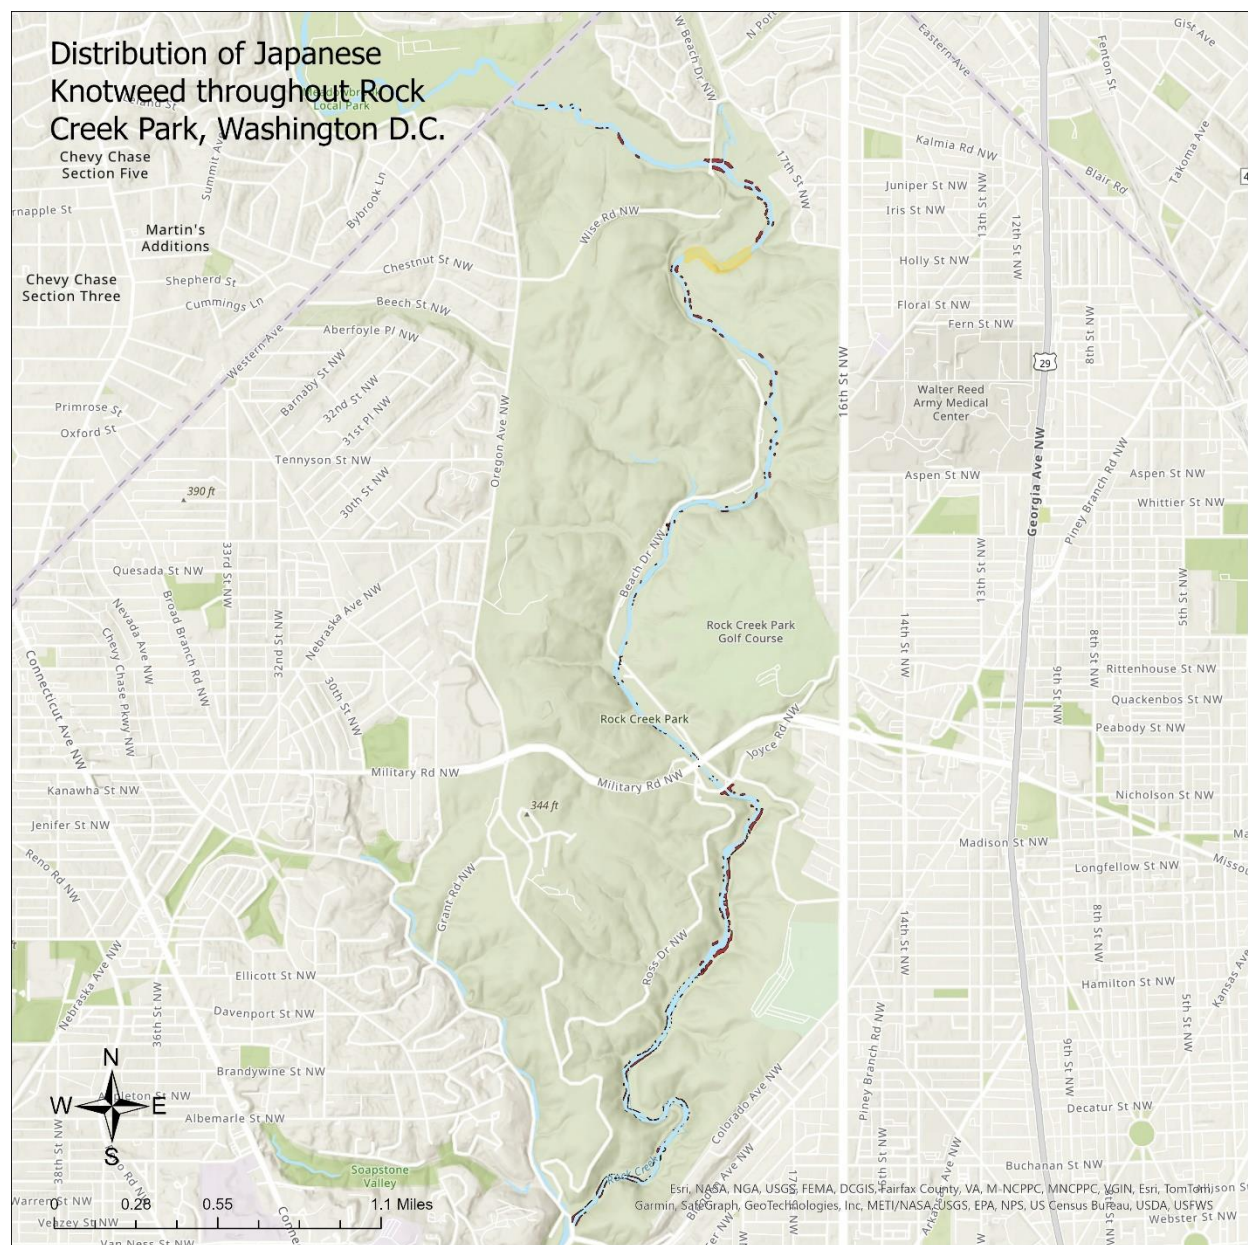 Distribution of Japanese
Knotweed throughout Rock
Creek Park, Washington D.C.
Local Park
Leland St
Chevy Chase
Section Five
Summit Ave
Bybrook Ln
Martin's
Additions
Chevy Chase
Section Three
Shepherd St
Cummings Ln
Western Ave
Chestnut St NW
Beech St NW
Aberfoyle Pl NW
Barnaby St NW
32nd St NW
31st Pl NW
Primrose St
Oxford St
Tennyson St NW
30th St NW
390 ft
Oregon Ave NW
Wise Rd NW
W Beach Dr NW
17th St NW
16th St NW
Eastern Ave
Gist Ave
Fenton St
Takoma Ave
Blair Rd
Kalmia Rd NW
Juniper St NW
Iris St NW
13th St NW
12th St NW
Holly St NW
Floral St NW
Fern St NW
8th St NW
29
Walter Reed
Army Medical
Center
Georgia Ave NW
Piney Branch Rd NW
Aspen St NW
Aspen St NW
Whittier St NW
Quesada St NW
33rd St NW
Broad Branch Rd NW
Nevada Ave NW
Chevy Chase Pkwy NW
Connecticut Ave NW
32nd St NW
Nebraska Ave NW
30th St NW
Beach Dr NW
Rock Creek Park
Golf Course
Rock Creek Park
13th St NW
14th St NW
5th St NW
8th St NW
9th St NW
Rittenhouse St NW
Quackenbos St NW
Peabody St NW
Joyce Rd NW
Military Rd NW
Military Rd NW
344 ft
Kanawha St NW
Jenifer St NW
Reno Rd NW
Grant Rd NW
Nicholson St NW
Madison St NW
Longfellow St NW
Ross Dr NW
14th St NW
8th St NW
Nebraska Ave NW
36th St NW
Ellicott St NW
Davenport St NW
Brandywine St NW
Albemarle St NW
38th St NW
Hamilton St NW
5th St NW
Piney Branch Rd NW
9th St NW
Colorado Ave NW
Decatur St NW
Buchanan St NW
Soapstone
Valley
Rock Creek
N
W
E
S
0
0.28
0.55
1.1 Miles
Warren St NW
Veazey St NW
Van Ness St NW
Webster St NW
Esri, NASA, NGA, USGS, FEMA, DCGIS, Fairfax County, VA, M-NCPPC, MNCPPC, VGIN, Esri, TomTom,
Garmin, SafeGraph, GeoTechnologies, Inc, METI/NASA, USGS, EPA, NPS, US Census Bureau, USDA, USFWS